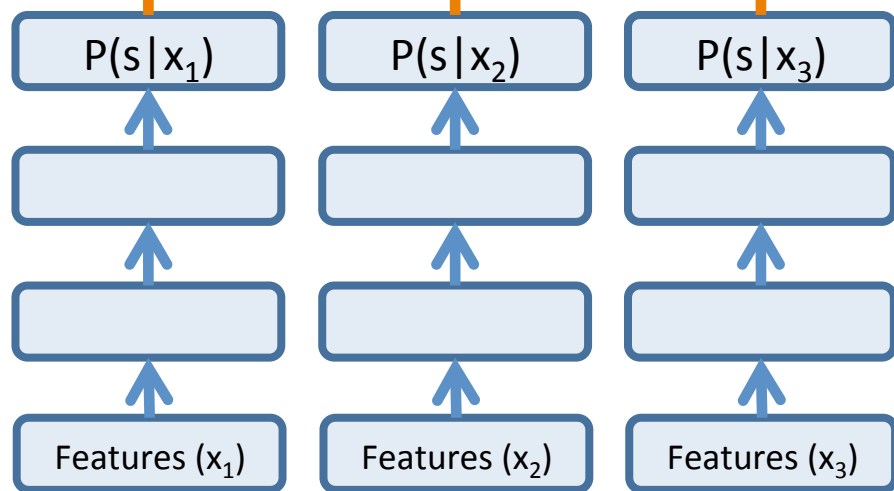 P(s|x₁) P(s|x₂) P(s|x₃)
Features (x₁) Features (x₂) Features (x₃)